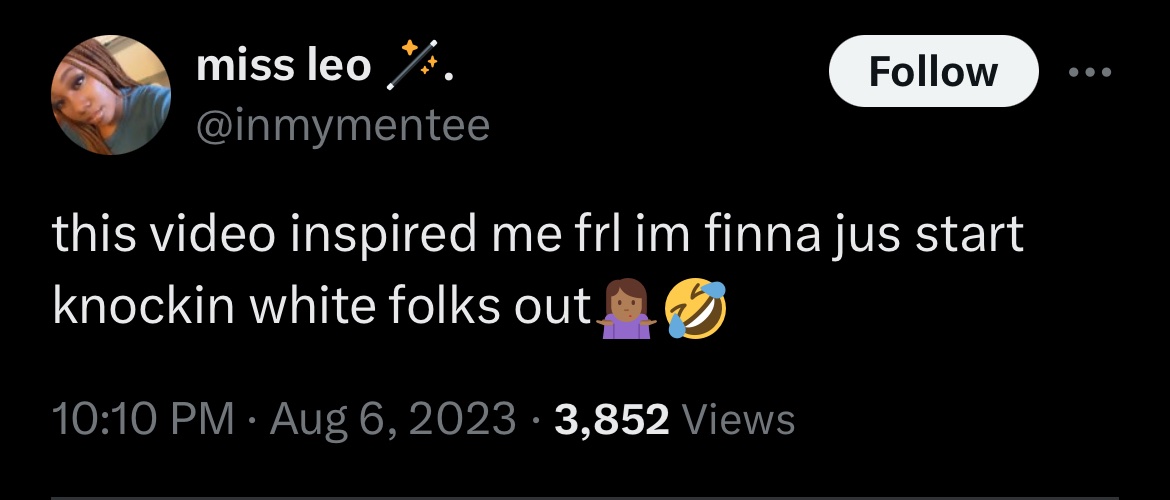 miss leo 🪄.
Follow
@inmymentee
this video inspired me frl im finna jus start
knockin white folks out🤷🏽‍♀️🤣
10:10 PM · Aug 6, 2023 · 3,852 Views